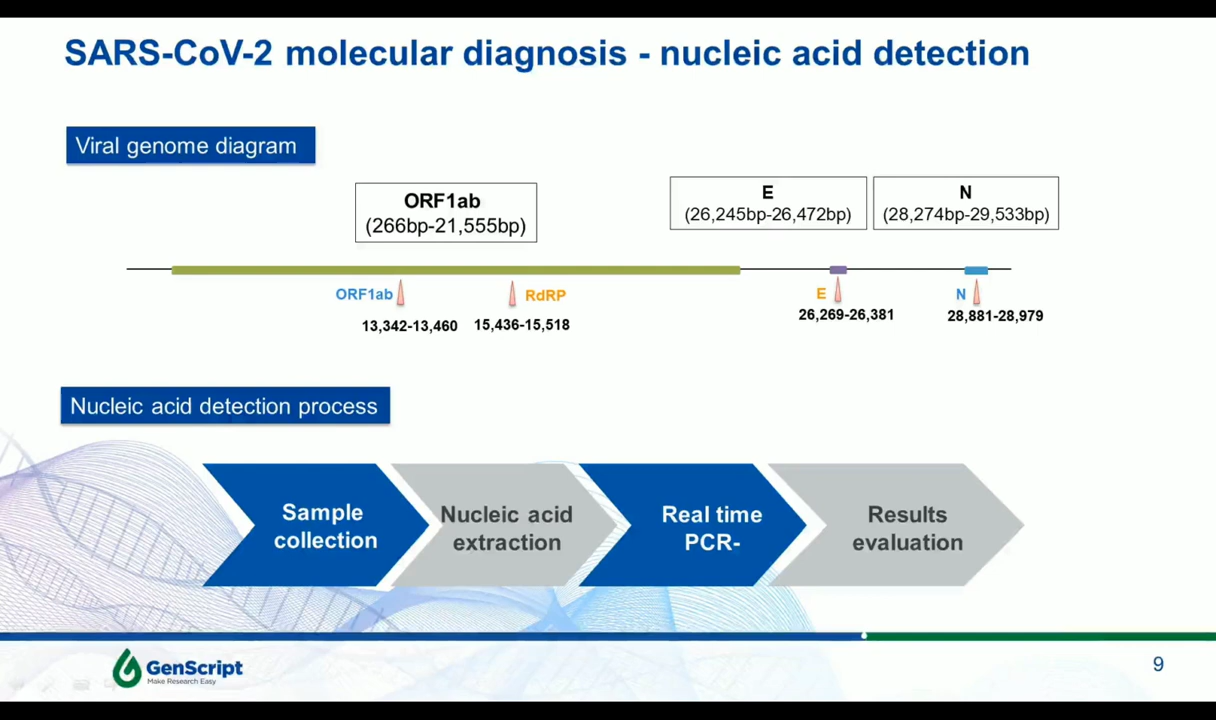 SARS-CoV-2 molecular diagnosis - nucleic acid detection
Viral genome diagram
ORF1ab
(266bp-21,555bp)
E
(26,245bp-26,472bp)
N
(28,274bp-29,533bp)
ORF1ab
RdRP
E
N
13,342-13,460
15,436-15,518
26,269-26,381
28,881-28,979
Nucleic acid detection process
Sample
collection
Nucleic acid
extraction
Real time
PCR-
Results
evaluation
GenScript
Make Research Easy
9